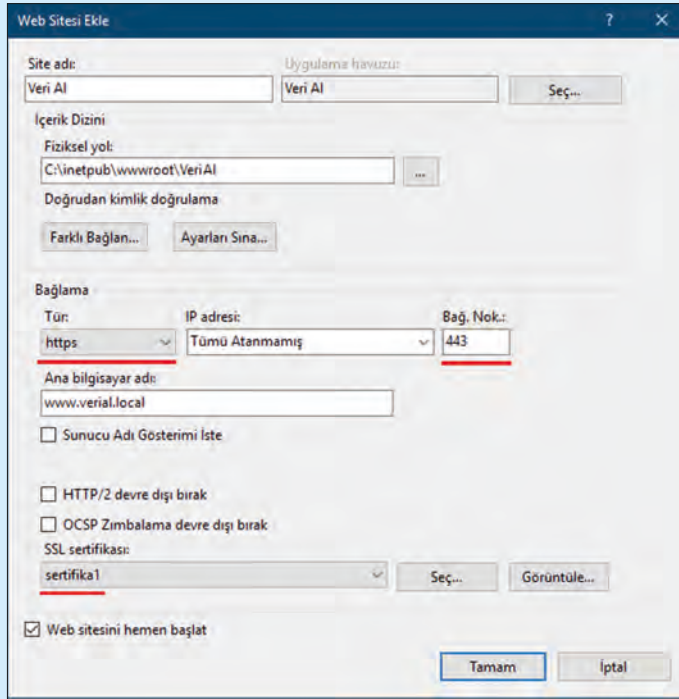 Web Sitesi Ekle ? ×
Site adı: Uygulama havuzu:
Veri Al Veri Al Seç...
İçerik Dizini
Fiziksel yol:
C:\inetpub\wwwroot\VeriAl ...
Doğrudan kimlik doğrulama
Farklı Bağlan... Ayarları Sına...
Bağlama
Tür: IP adresi: Bağ. Nok.:
https Tümü Atanmamış 443
Ana bilgisayar adı:
www.verial.local
Sunucu Adı Gösterimi İste
HTTP/2 devre dışı bırak
OCSP Zımbalama devre dışı bırak
SSL sertifikası:
sertifika1 Seç... Görüntüle...
Web sitesini hemen başlat
Tamam İptal